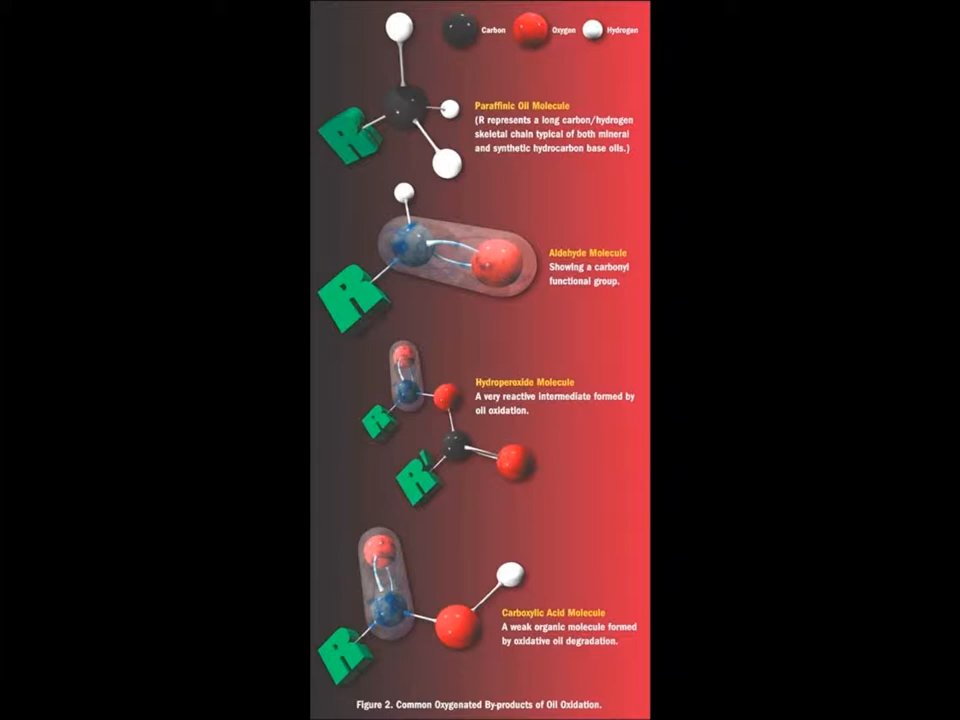 Carbon
Oxygen
Hydrogen
Paraffinic Oil Molecule
(R represents a long carbon/hydrogen
skeletal chain typical of both mineral
and synthetic hydrocarbon base oils.)
R
Aldehyde Molecule
Showing a carbonyl
functional group.
R
Hydroperoxide Molecule
A very reactive intermediate formed by
oil oxidation.
R
R'
Carboxylic Acid Molecule
A weak organic molecule formed
by oxidative oil degradation.
R
Figure 2. Common Oxygenated By-products of Oil Oxidation.